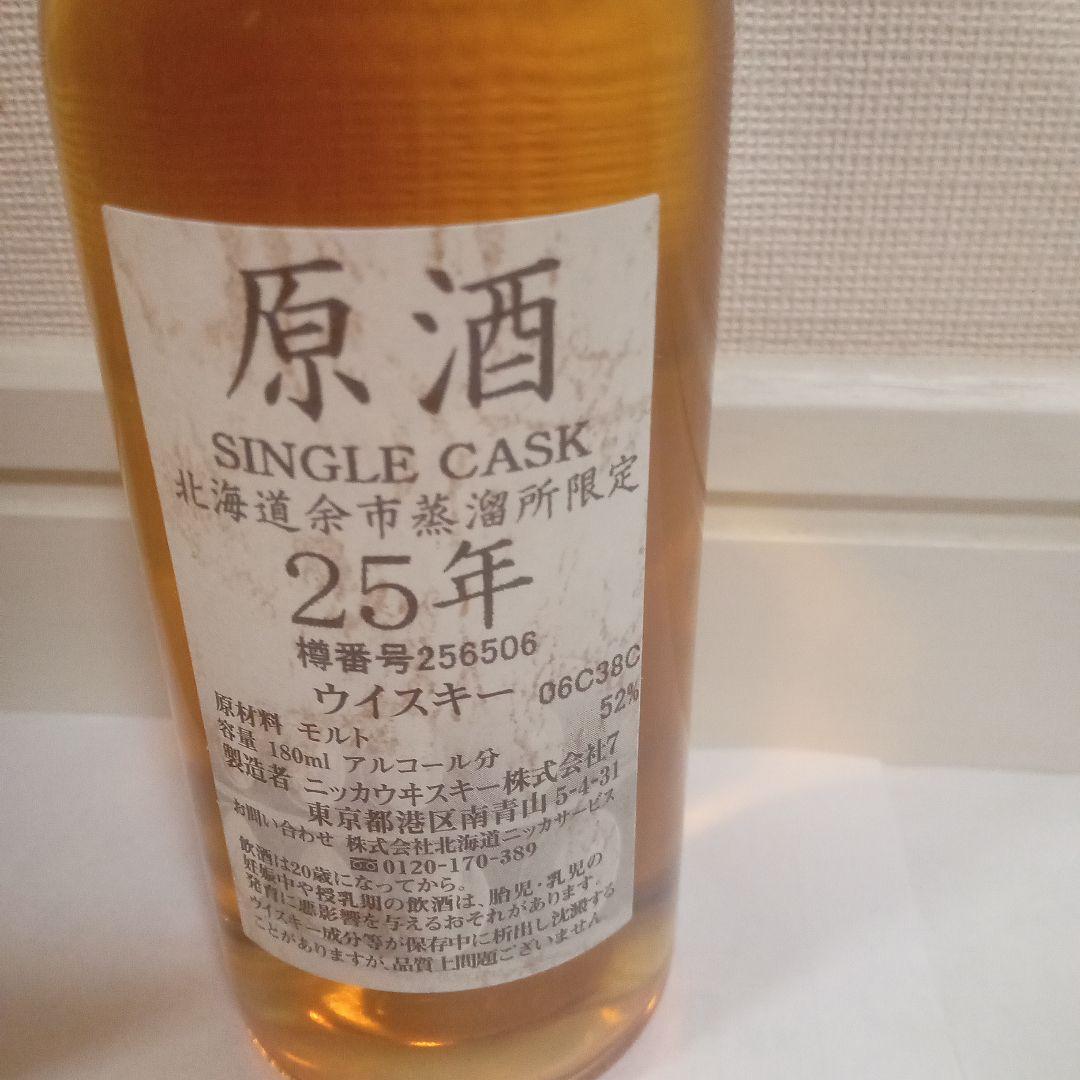 原酒
SINGLE CASK
北海道余市蒸溜所限定
25年
樽番号256506
ウイスキー 06C38C
原材料 モルト
容量 180ml アルコール分 52%
製造者 ニッカウヰスキー株式会社7
東京都港区南青山 5-4-31
お問い合わせ 株式会社北海道ニッカサービス
0120-170-389
飲酒は20歳になってから。
妊娠中や授乳期の飲酒は、胎児・乳児の
発育に悪影響を与えるおそれがあります。
ウイスキー成分等が保存中に析出し沈澱する
ことがありますが、品質上問題ございません